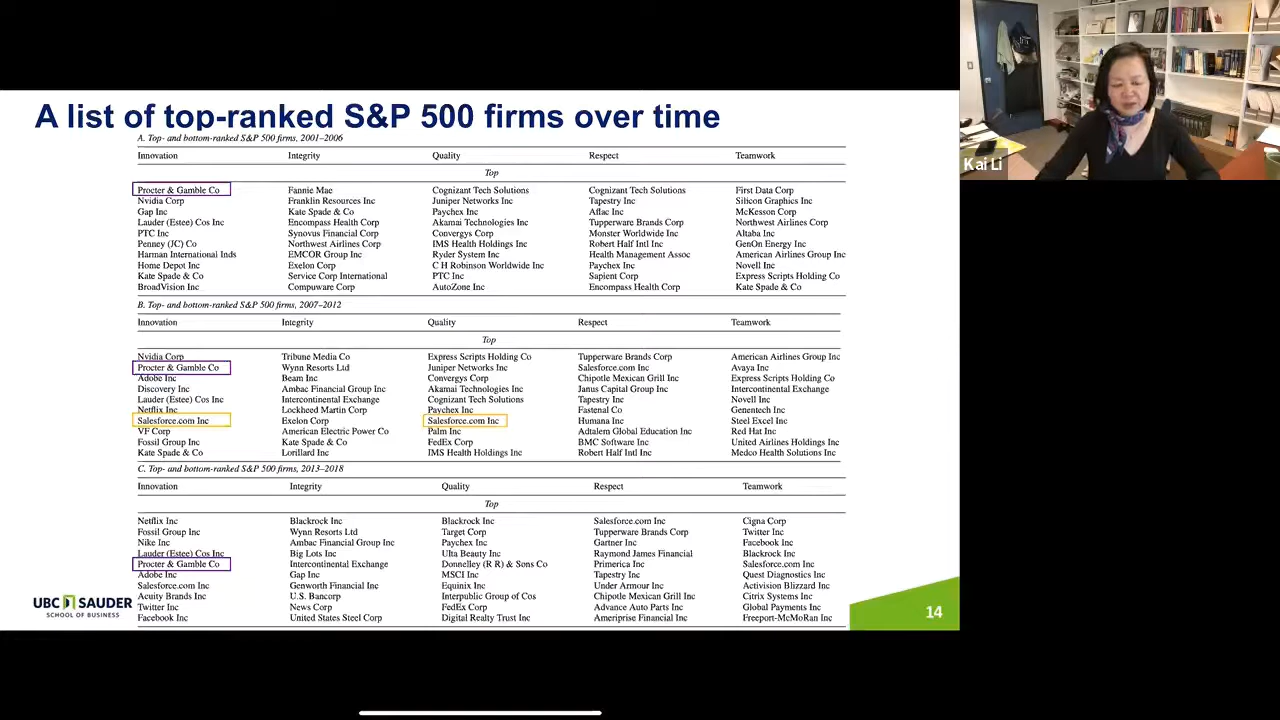 A list of top-ranked S&P 500 firms over time
A. Top- and bottom-ranked S&P 500 firms, 2001–2006
Innovation Integrity Quality Respect Teamwork
Top
Procter & Gamble Co Fannie Mae Cognizant Tech Solutions Cognizant Tech Solutions First Data Corp
Nvidia Corp Franklin Resources Inc Juniper Networks Inc Tapestry Inc Silicon Graphics Inc
Gap Inc Kate Spade & Co Paychex Inc Aflac Inc McKesson Corp
Lauder (Estee) Cos Inc Encompass Health Corp Akamai Technologies Inc Tupperware Brands Corp Northwest Airlines Corp
PTC Inc Synovus Financial Corp Convergys Corp Monster Worldwide Inc Altaba Inc
Penney (JC) Co Northwest Airlines Corp IMS Health Holdings Inc Robert Half Intl Inc GenOn Energy Inc
Harman International Inds EMCOR Group Inc Ryder System Inc Health Management Assoc American Airlines Group Inc
Home Depot Inc Exelon Corp C H Robinson Worldwide Inc Paychex Inc Novell Inc
Kate Spade & Co Service Corp International PTC Inc Sapient Corp Express Scripts Holding Co
BroadVision Inc Compuware Corp AutoZone Inc Encompass Health Corp Kate Spade & Co
B. Top- and bottom-ranked S&P 500 firms, 2007–2012
Innovation Integrity Quality Respect Teamwork
Top
Nvidia Corp Tribune Media Co Express Scripts Holding Co Tupperware Brands Corp American Airlines Group Inc
Procter & Gamble Co Wynn Resorts Ltd Juniper Networks Inc Salesforce.com Inc Avaya Inc
Adobe Inc Beam Inc Convergys Corp Chipotle Mexican Grill Inc Express Scripts Holding Co
Discovery Inc Ambac Financial Group Inc Akamai Technologies Inc Janus Capital Group Inc Intercontinental Exchange
Lauder (Estee) Cos Inc Intercontinental Exchange Cognizant Tech Solutions Tapestry Inc Novell Inc
Netflix Inc Lockheed Martin Corp Paychex Inc Fastenal Co Genentech Inc
Salesforce.com Inc Exelon Corp Salesforce.com Inc Humana Inc Steel Excel Inc
VF Corp American Electric Power Co Palm Inc Adtalem Global Education Inc Red Hat Inc
Fossil Group Inc Kate Spade & Co FedEx Corp BMC Software Inc United Airlines Holdings Inc
Kate Spade & Co Lorillard Inc IMS Health Holdings Inc Robert Half Intl Inc Medco Health Solutions Inc
C. Top- and bottom-ranked S&P 500 firms, 2013–2018
Innovation Integrity Quality Respect Teamwork
Top
Netflix Inc Blackrock Inc Blackrock Inc Salesforce.com Inc Cigna Corp
Fossil Group Inc Wynn Resorts Ltd Target Corp Tupperware Brands Corp Twitter Inc
Nike Inc Ambac Financial Group Inc Paychex Inc Gartner Inc Facebook Inc
Lauder (Estee) Cos Inc Big Lots Inc Ulta Beauty Inc Raymond James Financial Blackrock Inc
Procter & Gamble Co Intercontinental Exchange Donnelley (R R) & Sons Co Primerica Inc Salesforce.com Inc
Adobe Inc Gap Inc MSCI Inc Tapestry Inc Quest Diagnostics Inc
Salesforce.com Inc Genworth Financial Inc Equinix Inc Under Armour Inc Activision Blizzard Inc
Acuity Brands Inc U.S. Bancorp Interpublic Group of Cos Chipotle Mexican Grill Inc Citrix Systems Inc
Twitter Inc News Corp FedEx Corp Advance Auto Parts Inc Global Payments Inc
Facebook Inc United States Steel Corp Digital Realty Trust Inc Ameriprise Financial Inc Freeport-McMoRan Inc
UBC SAUDER
SCHOOL OF BUSINESS
14
Kai Li